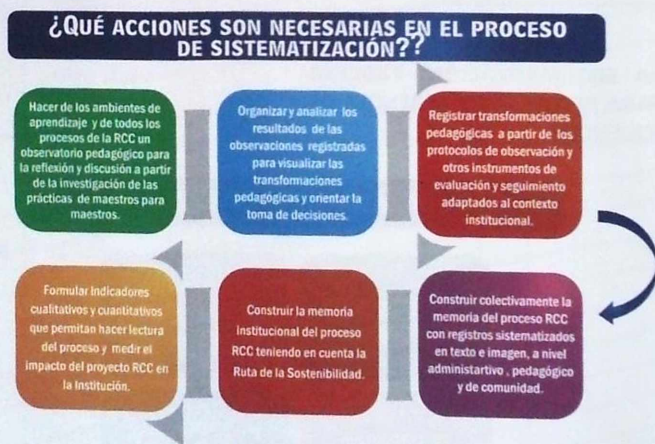 ¿QUÉ ACCIONES SON NECESARIAS EN EL PROCESO
DE SISTEMATIZACIÓN??
Hacer de los ambientes de
aprendizaje y de todos los
procesos de la RCC un
observatorio pedagógico para
la reflexión y discusión a partir
de la investigación de las
prácticas de maestros para
maestros.
Organizar y analizar los
resultados de las
observaciones registradas
para visualizar las
transformaciones
pedagógicas y orientar la
toma de decisiones.
Registrar transformaciones
pedagógicas a partir de los
protocolos de observación y
otros instrumentos de
evaluación y seguimiento
adaptados al contexto
institucional.
Formular indicadores
cualitativos y cuantitativos
que permitan hacer lectura
del proceso y medir el
impacto del proyecto RCC en
la Institución.
Construir la memoria
institucional del proceso
RCC teniendo en cuenta la
Ruta de la Sostenibilidad.
Construir colectivamente la
memoria del proceso RCC
con registros sistematizados
en texto e imagen, a nivel
administartivo , pedagógico
y de comunidad.